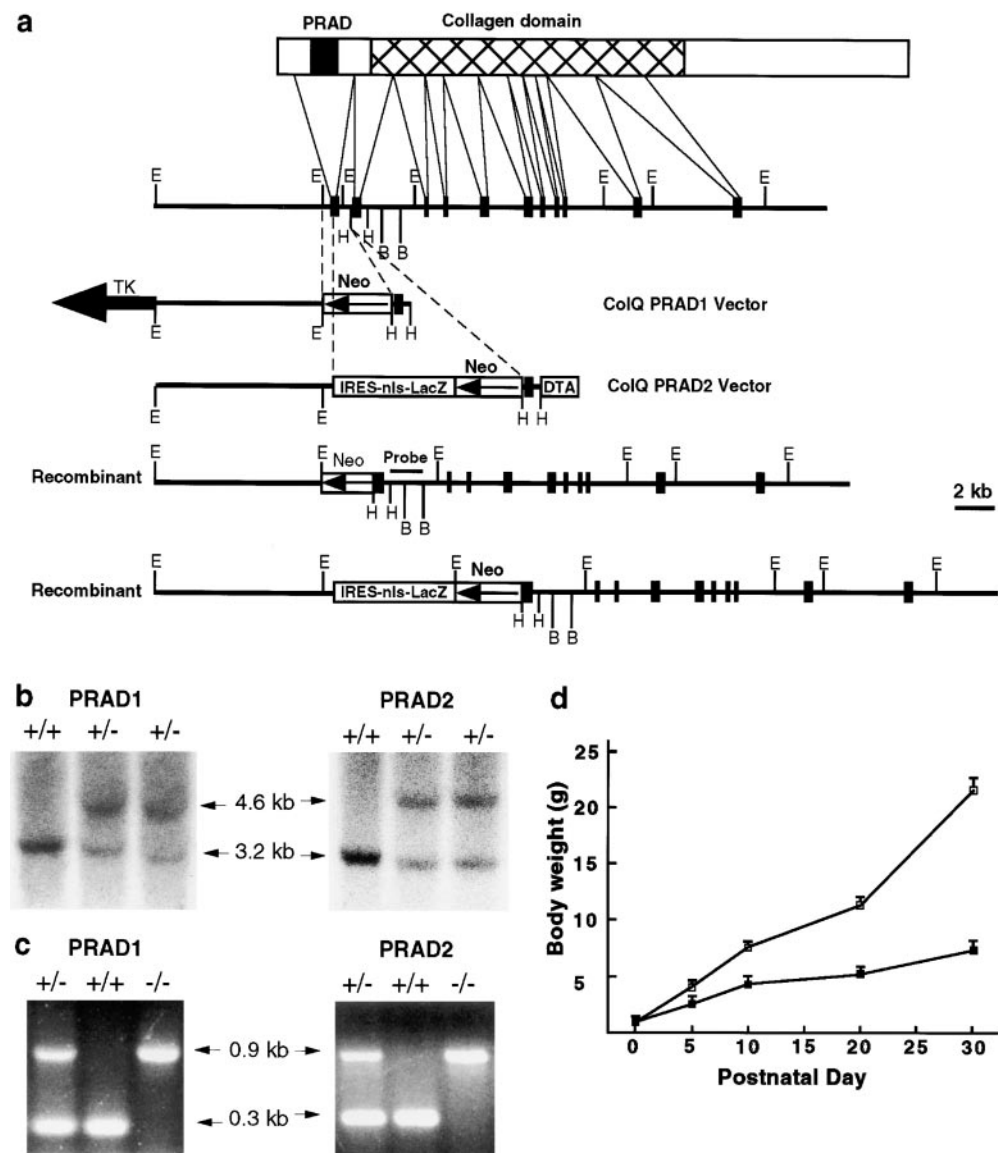 a
PRAD
Collagen domain
E E E E E E E
H H B B
TK
Neo
ColQ PRAD1 Vector
E E H H
Neo
IRES-nls-LacZ
DTA
ColQ PRAD2 Vector
E E H H
E E Neo Probe E E E E
Recombinant
H H B B
2 kb
E E E Neo E E E E
Recombinant
IRES-nls-LacZ
H H B B
b
PRAD1
+/+ +/- +/-
PRAD2
+/+ +/- +/-
4.6 kb
3.2 kb
c
PRAD1
+/- +/+ -/-
PRAD2
+/- +/+ -/-
0.9 kb
0.3 kb
d
Body weight (g)
25
20
15
10
5
0 5 10 20 30
Postnatal Day